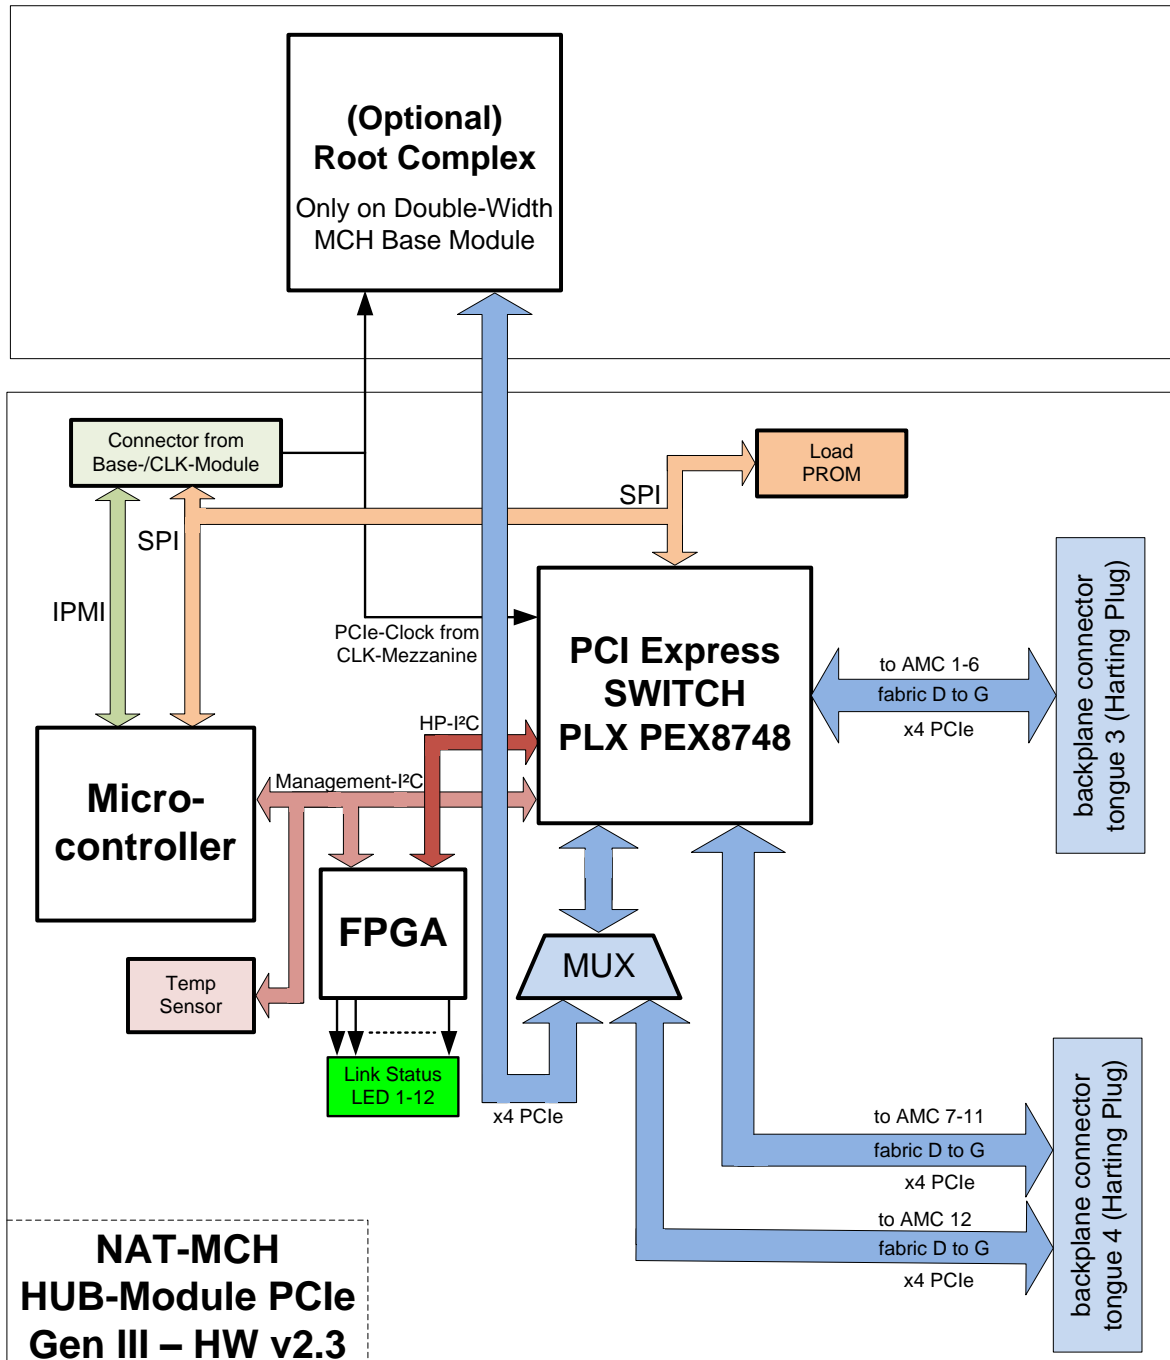 (Optional)
Root Complex
Only on Double-Width
MCH Base Module
Connector from
Base-/CLK-Module
Load
PROM
SPI
SPI
IPMI
PCIe-Clock from
CLK-Mezzanine
PCI Express
SWITCH
PLX PEX8748
to AMC 1-6
fabric D to G
x4 PCIe
backplane connector
tongue 3 (Harting Plug)
HP-I²C
Management-I²C
Micro-
controller
FPGA
MUX
Temp
Sensor
Link Status
LED 1-12
x4 PCIe
to AMC 7-11
fabric D to G
x4 PCIe
to AMC 12
fabric D to G
x4 PCIe
backplane connector
tongue 4 (Harting Plug)
NAT-MCH
HUB-Module PCIe
Gen III – HW v2.3